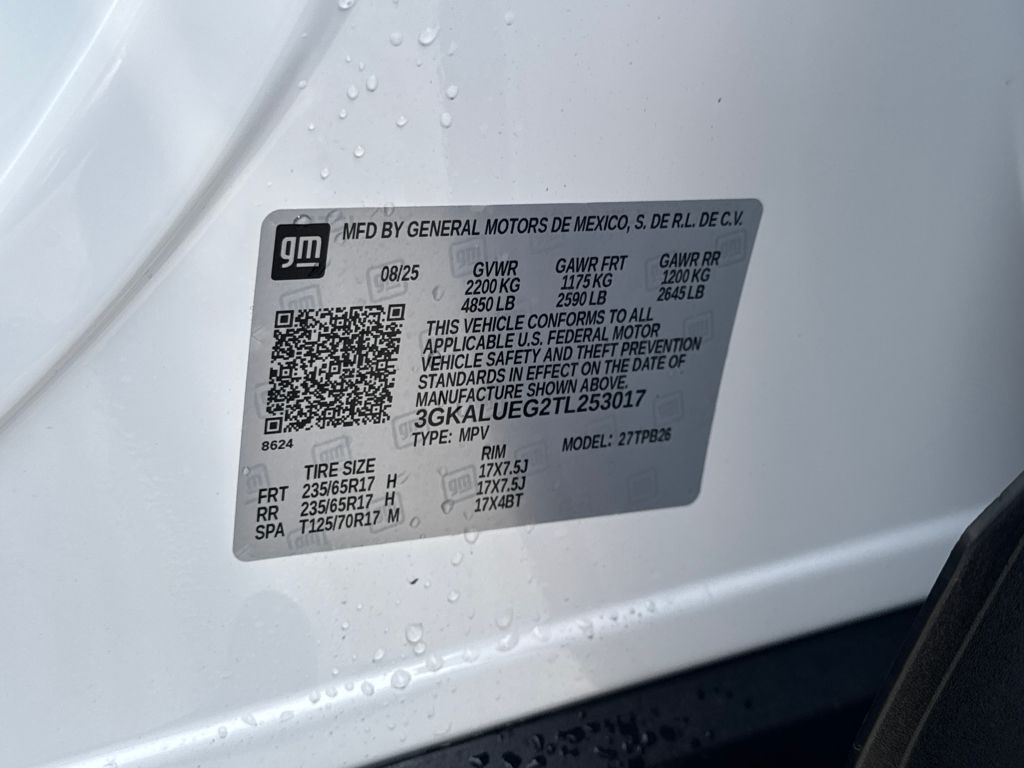 gm MFD BY GENERAL MOTORS DE MEXICO, S. DE R.L. DE C.V.
08/25 GVWR GAWR FRT GAWR RR
2200 KG 1175 KG 1200 KG
4850 LB 2590 LB 2645 LB
THIS VEHICLE CONFORMS TO ALL
APPLICABLE U.S. FEDERAL MOTOR
VEHICLE SAFETY AND THEFT PREVENTION
STANDARDS IN EFFECT ON THE DATE OF
MANUFACTURE SHOWN ABOVE.
3GKALUEG2TL253017
8624 TYPE: MPV MODEL: 27TPB26
TIRE SIZE RIM
FRT 235/65R17 H 17X7.5J
RR 235/65R17 H 17X7.5J
SPA T125/70R17 M 17X4BT